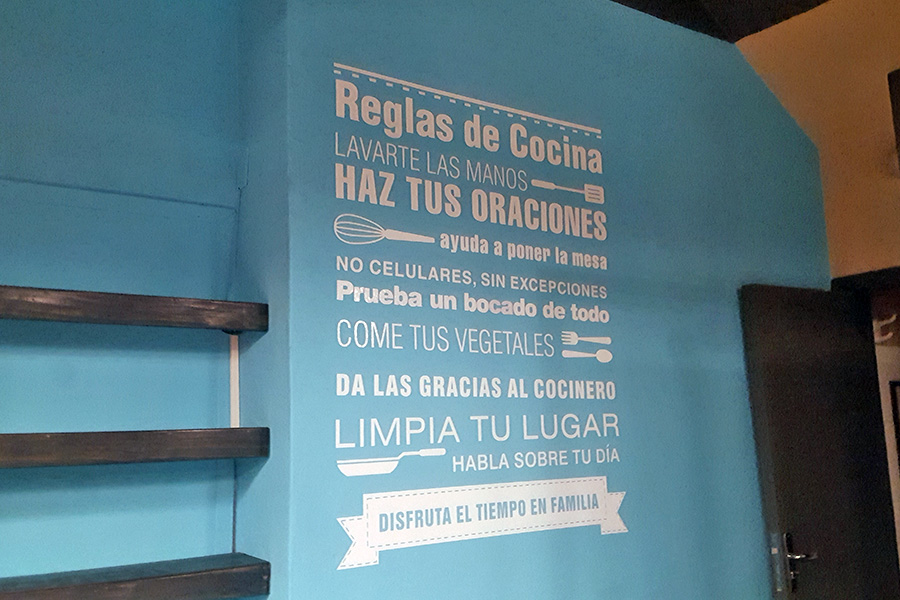 Reglas de Cocina
LAVARTE LAS MANOS
HAZ TUS ORACIONES
ayuda a poner la mesa
NO CELULARES, SIN EXCEPCIONES
Prueba un bocado de todo
COME TUS VEGETALES
DA LAS GRACIAS AL COCINERO
LIMPIA TU LUGAR
HABLA SOBRE TU DÍA
DISFRUTA EL TIEMPO EN FAMILIA